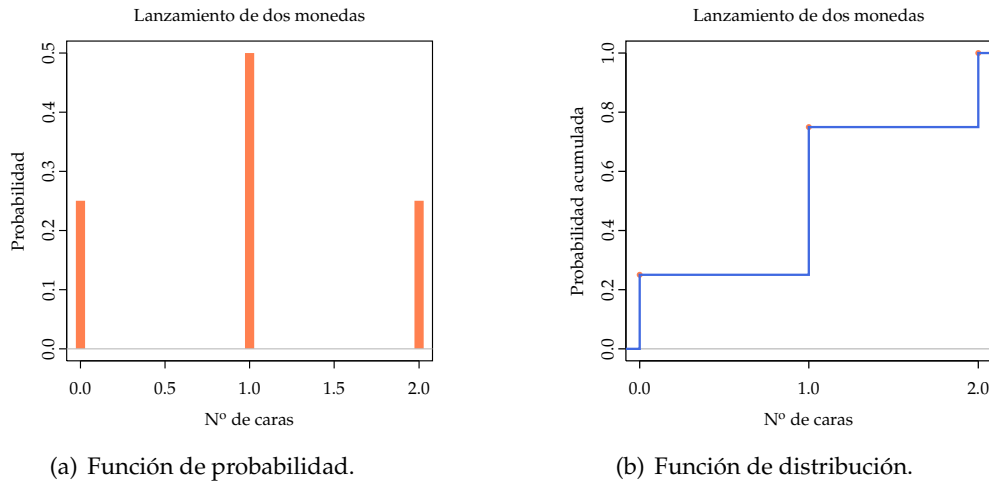 Lanzamiento de dos monedas
Probabilidad
0.5
0.4
0.3
0.2
0.1
0.0
0.0 0.5 1.0 1.5 2.0
Nº de caras
(a) Función de probabilidad.
Lanzamiento de dos monedas
Probabilidad acumulada
1.0
0.8
0.6
0.4
0.2
0.0
0.0 1.0 2.0
Nº de caras
(b) Función de distribución.